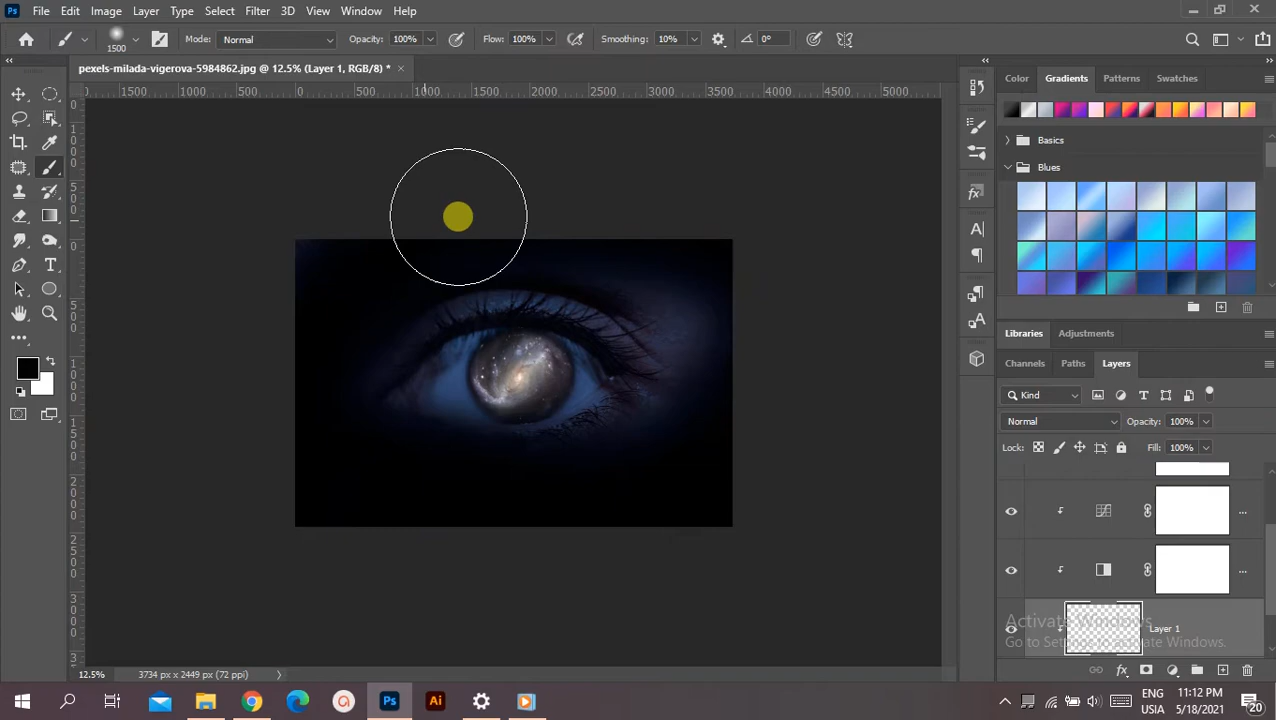 Ps File Edit Image Layer Type Select Filter 3D View Window Help
1500 Mode: Normal Opacity: 100% Flow: 100% Smoothing: 10% 0°
pexels-milada-vigerova-5984862.jpg @ 12.5% (Layer 1, RGB/8) * ×
1500 1000 500 0 500 1000 1500 2000 2500 3000 3500 4000 4500 5000
Color Gradients Patterns Swatches
Basics
Blues
Libraries Adjustments
Channels Paths Layers
Kind
Normal Opacity: 100%
Lock: Fill: 100%
Layer 1
Activate Windows
Go to Settings to activate Windows.
12.5% 3734 px x 2449 px (72 ppi)
Ps Ai
ENG
USIA
11:12 PM
5/18/2021
20